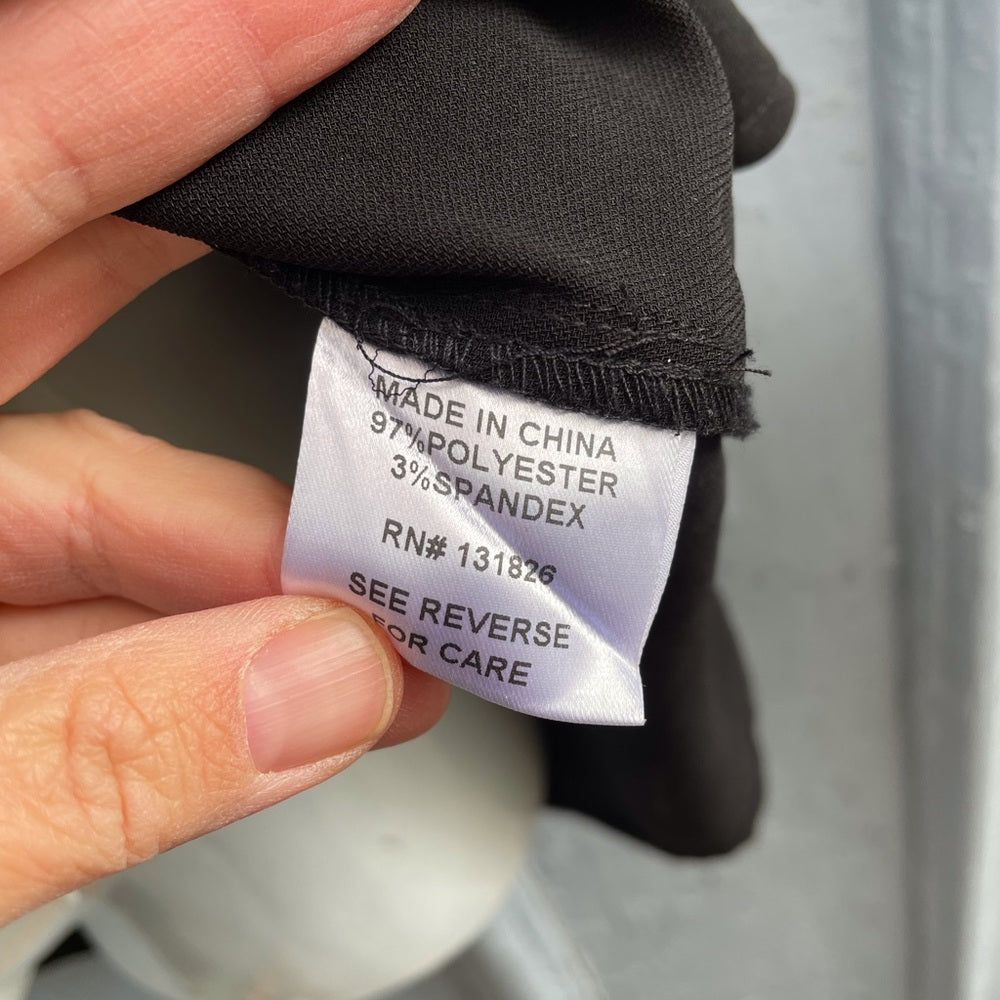 MADE IN CHINA
97%POLYESTER
3%SPANDEX
RN# 131826
SEE REVERSE
FOR CARE